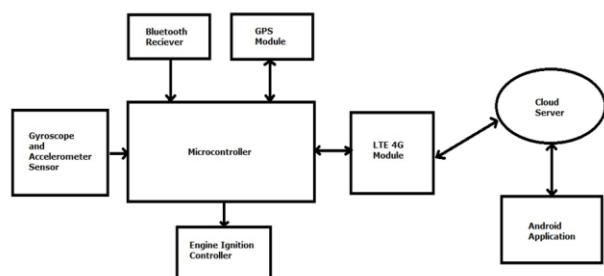 Bluetooth
Reciever
GPS
Module
Gyroscope
and
Accelerometer
Sensor
Microcontroller
LTE 4G
Module
Cloud
Server
Engine Ignition
Controller
Android
Application